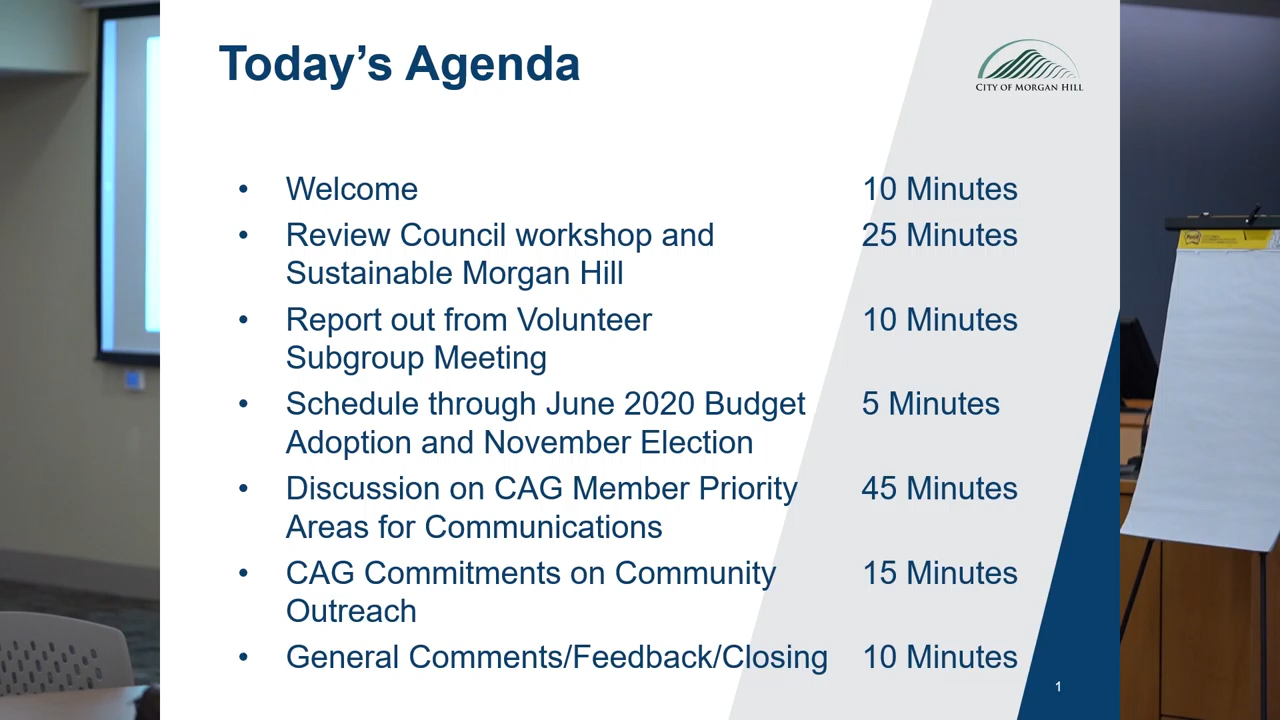 Today's Agenda
CITY OF MORGAN HILL
• Welcome 10 Minutes
• Review Council workshop and 25 Minutes
Sustainable Morgan Hill
• Report out from Volunteer 10 Minutes
Subgroup Meeting
• Schedule through June 2020 Budget 5 Minutes
Adoption and November Election
• Discussion on CAG Member Priority 45 Minutes
Areas for Communications
• CAG Commitments on Community 15 Minutes
Outreach
• General Comments/Feedback/Closing 10 Minutes
1